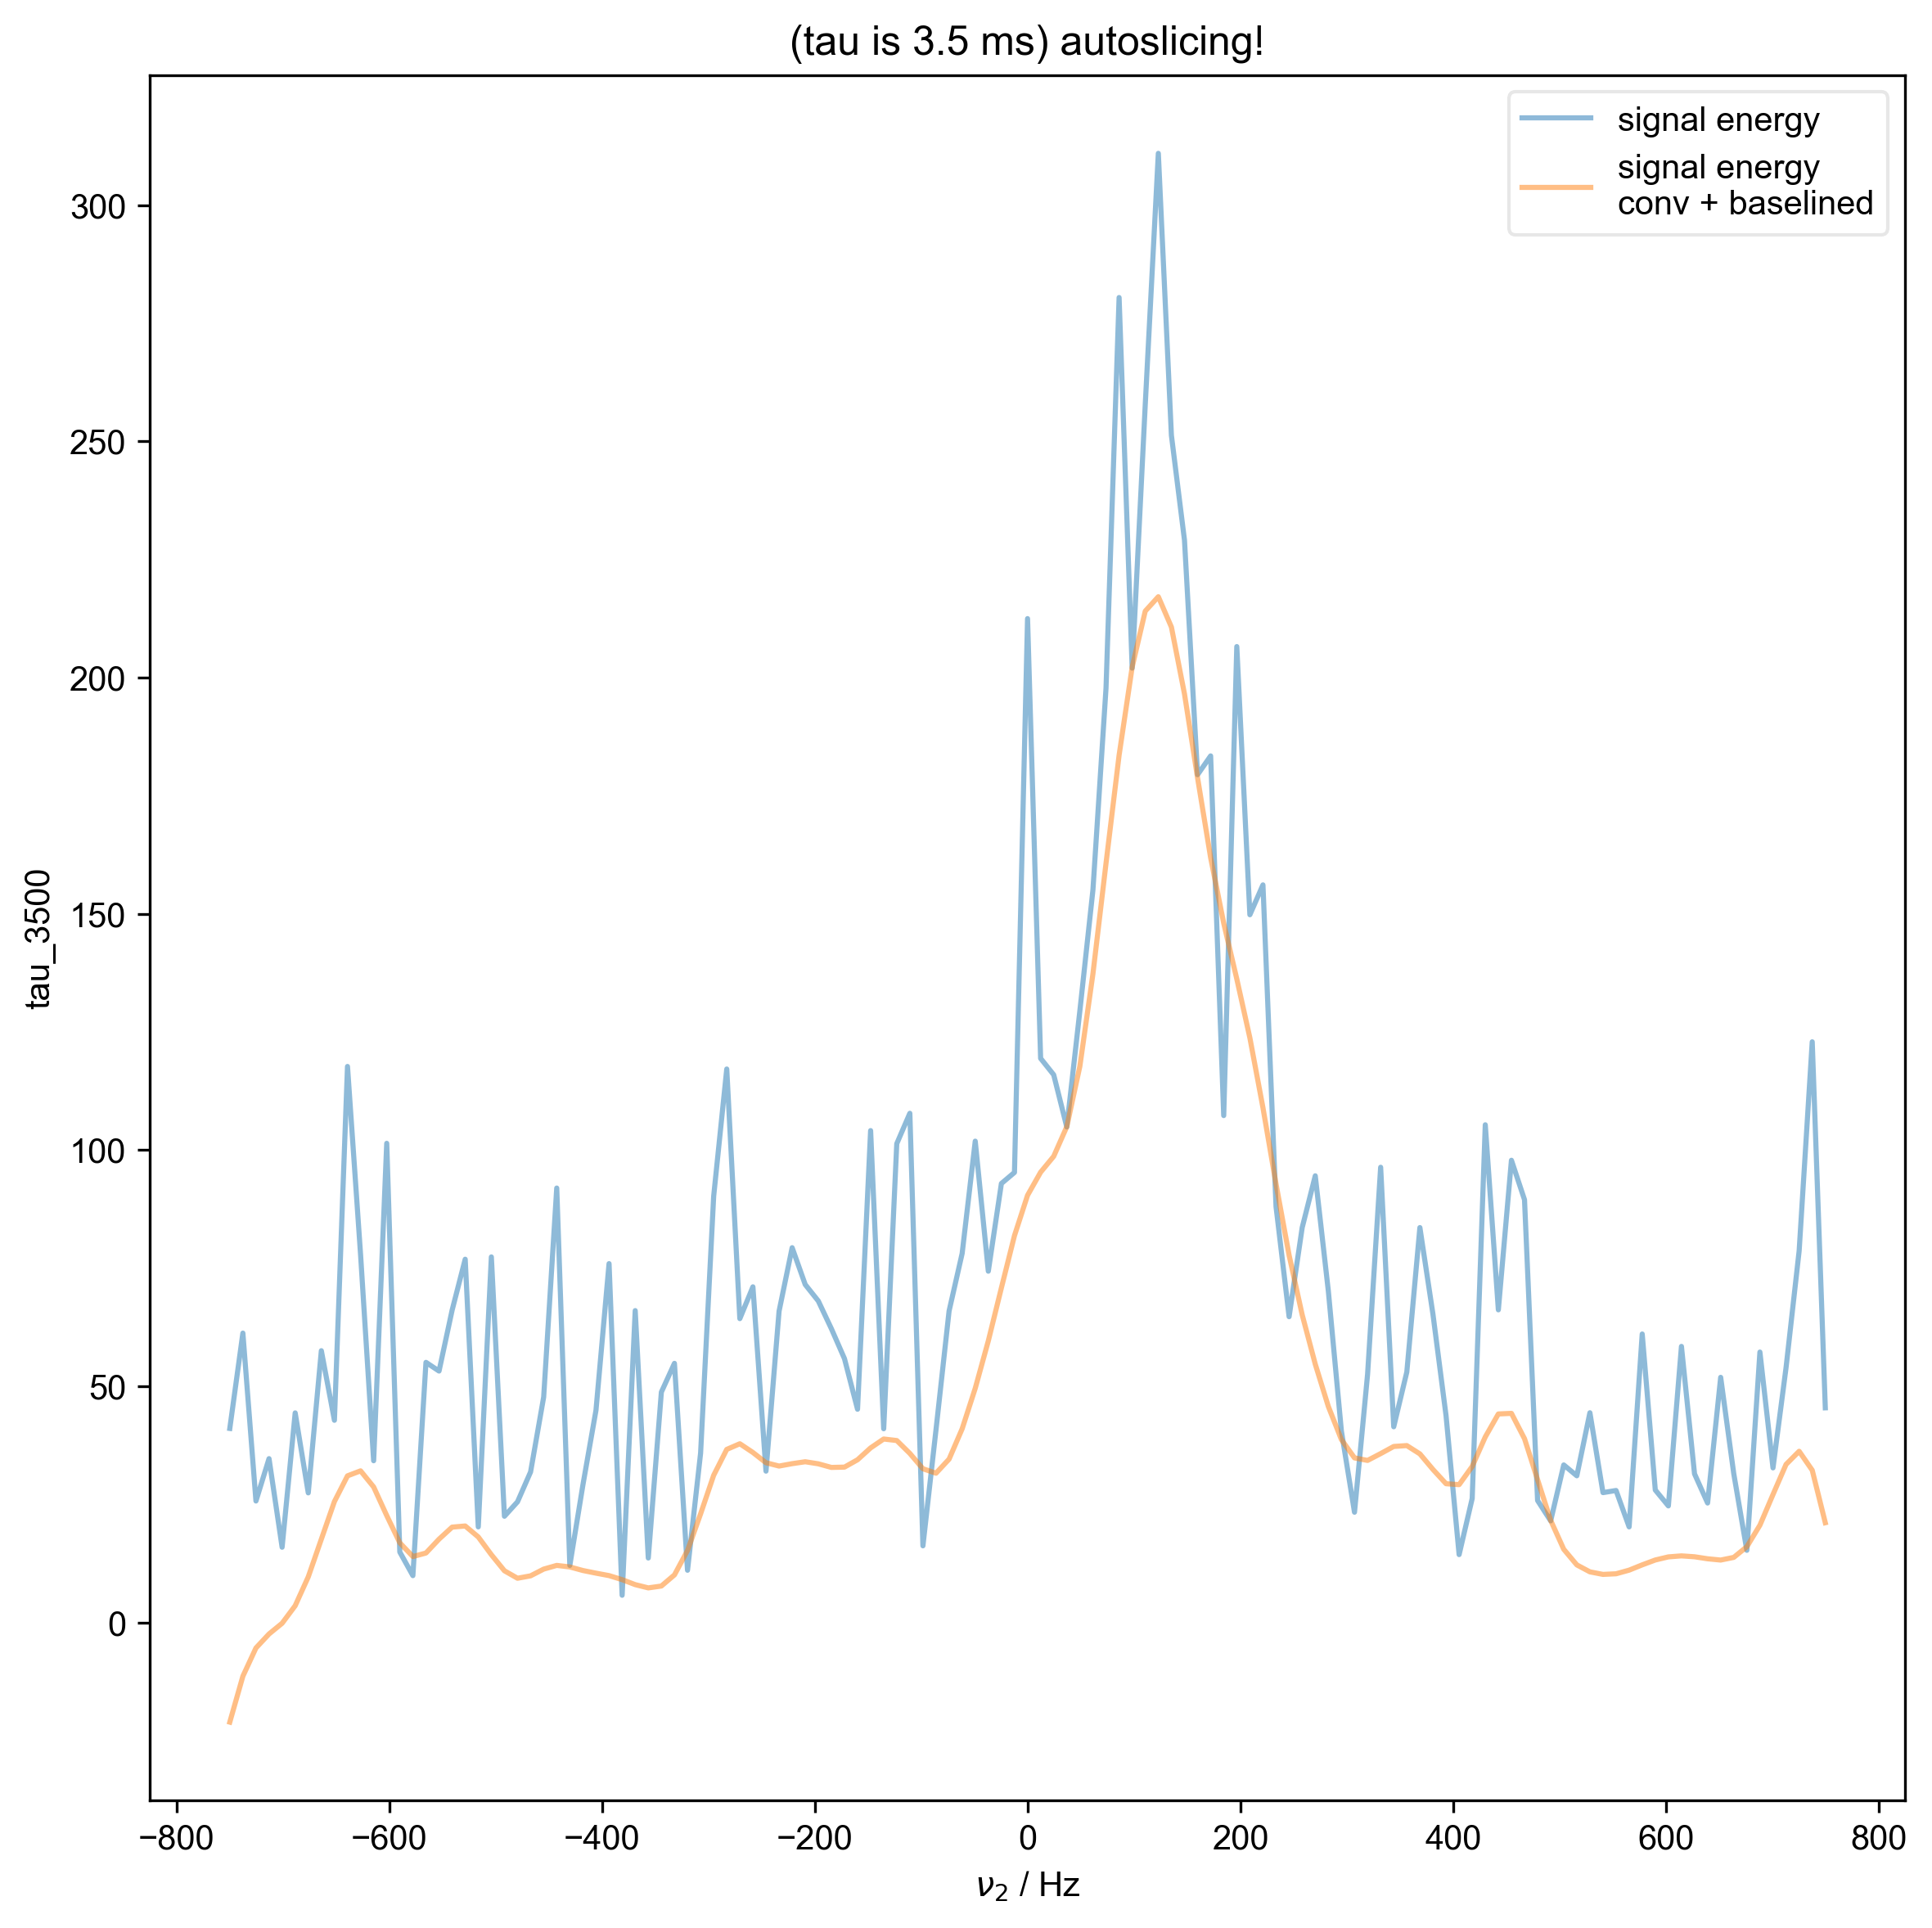 (tau is 3.5 ms) autoslicing!
signal energy
signal energy
conv + baselined
300
250
200
150
100
50
0
tau_3500
−800
−600
−400
−200
0
200
400
600
800
ν₂ / Hz